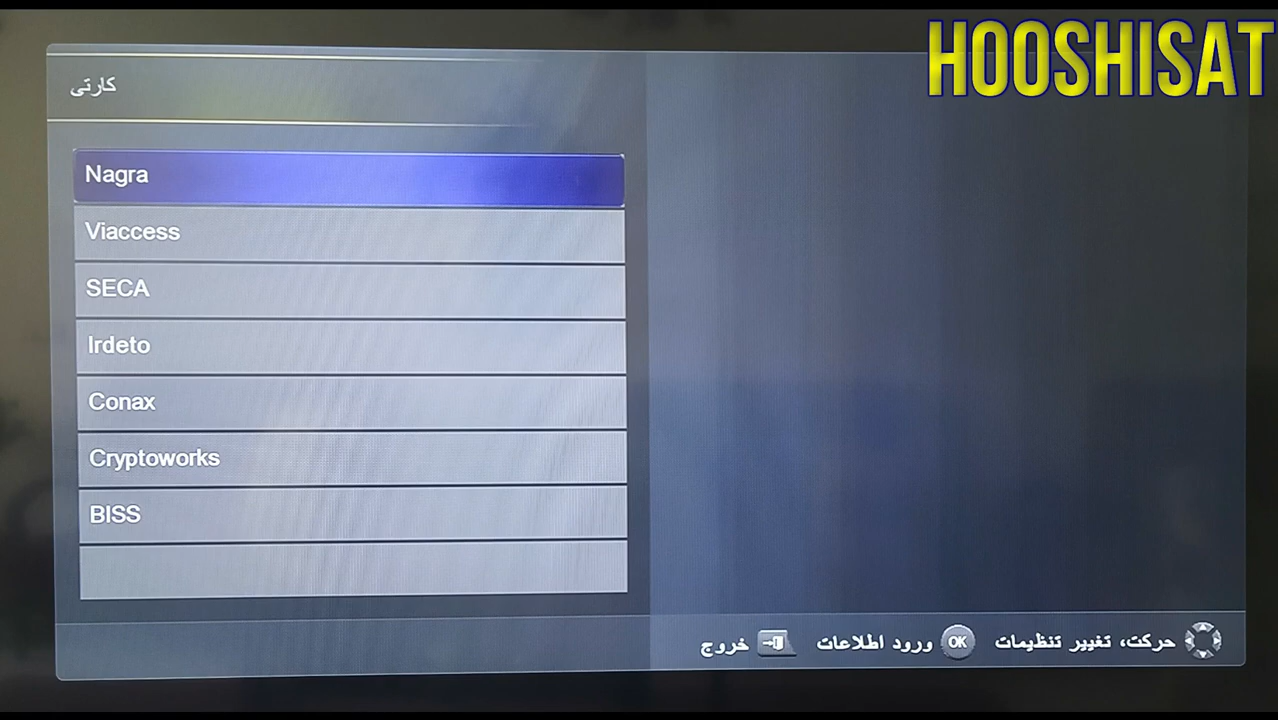 HOOSHISAT
کارتی
Nagra
Viaccess
SECA
Irdeto
Conax
Cryptoworks
BISS
حرکت، تغییر تنظیمات OK ورود اطلاعات خروج